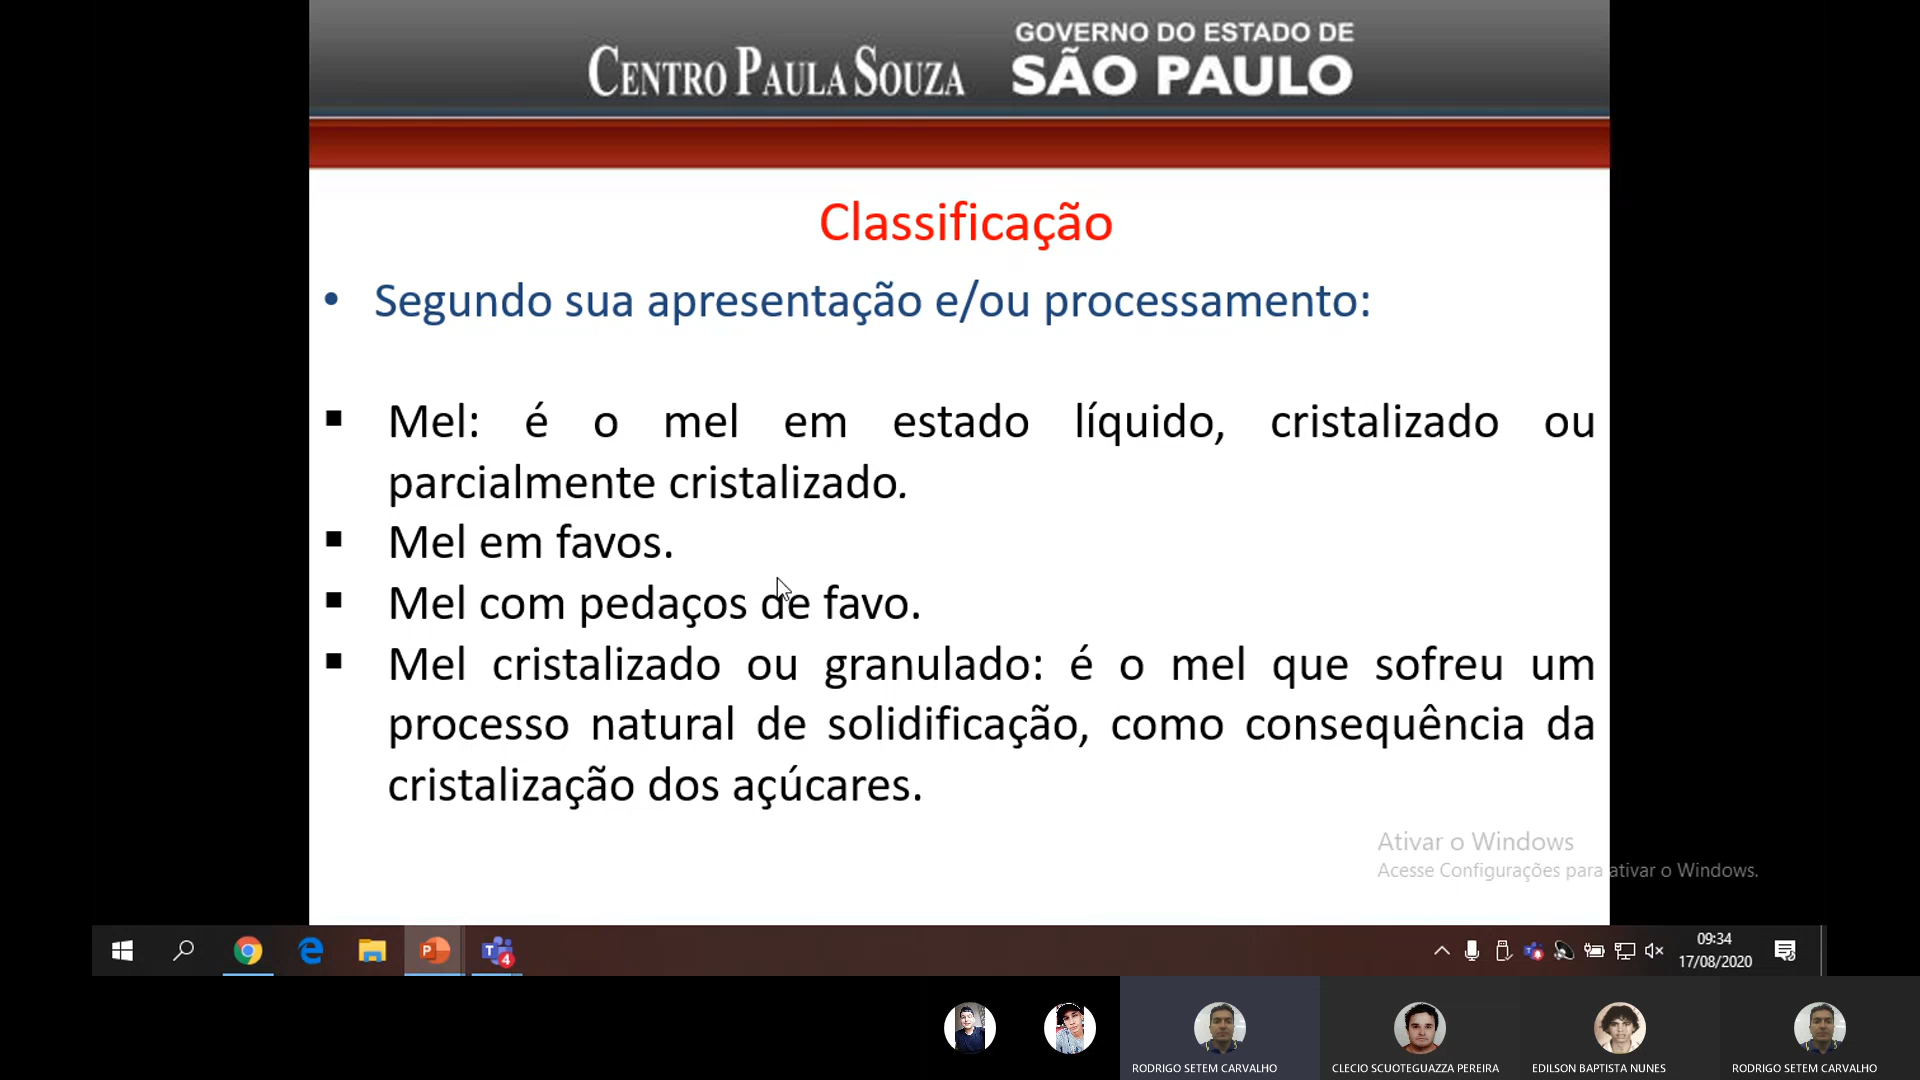 CENTRO PAULA SOUZA
GOVERNO DO ESTADO DE
SÃO PAULO
Classificação
• Segundo sua apresentação e/ou processamento:
▪ Mel: é o mel em estado líquido, cristalizado ou
parcialmente cristalizado.
▪ Mel em favos.
▪ Mel com pedaços de favo.
▪ Mel cristalizado ou granulado: é o mel que sofreu um
processo natural de solidificação, como consequência da
cristalização dos açúcares.
Ativar o Windows
Acesse Configurações para ativar o Windows.
4
09:34
17/08/2020
RODRIGO SETEM CARVALHO
CLECIO SCUOTEGUAZZA PEREIRA
EDILSON BAPTISTA NUNES
RODRIGO SETEM CARVALHO